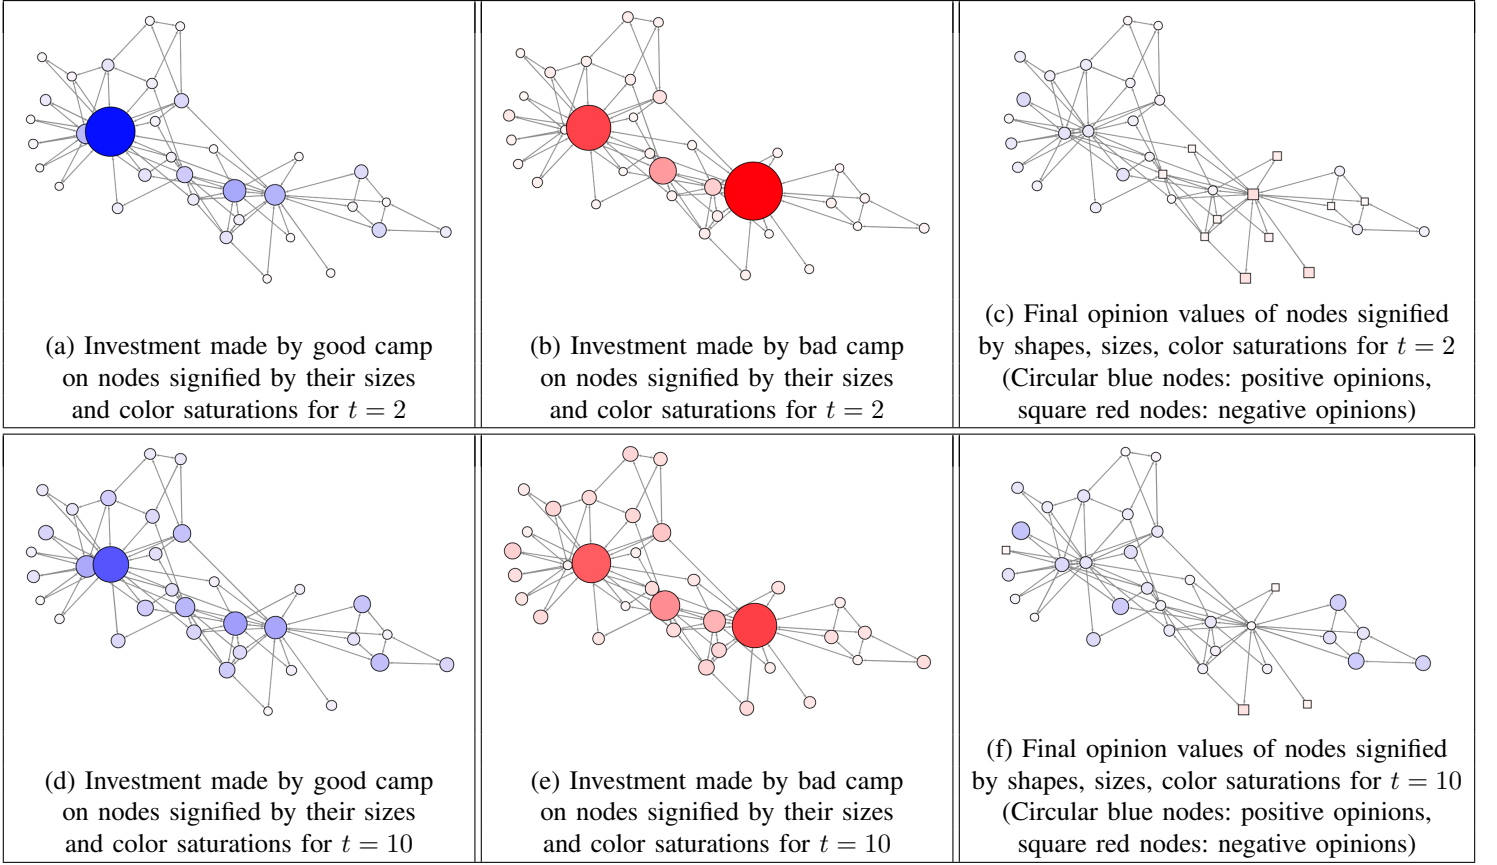 (a) Investment made by good camp
on nodes signified by their sizes
and color saturations for t = 2
(b) Investment made by bad camp
on nodes signified by their sizes
and color saturations for t = 2
(c) Final opinion values of nodes signified
by shapes, sizes, color saturations for t = 2
(Circular blue nodes: positive opinions,
square red nodes: negative opinions)
(d) Investment made by good camp
on nodes signified by their sizes
and color saturations for t = 10
(e) Investment made by bad camp
on nodes signified by their sizes
and color saturations for t = 10
(f) Final opinion values of nodes signified
by shapes, sizes, color saturations for t = 10
(Circular blue nodes: positive opinions,
square red nodes: negative opinions)